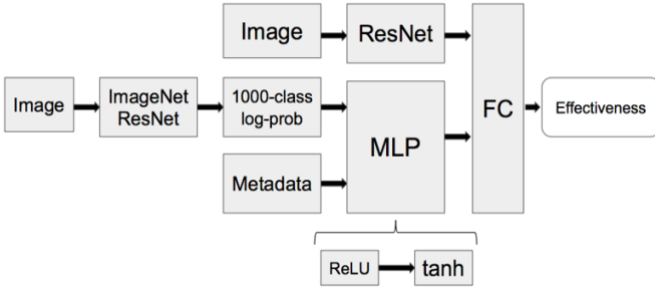 Image
ResNet
Image
ImageNet
ResNet
1000-class
log-prob
MLP
FC
Effectiveness
Metadata
ReLU
tanh